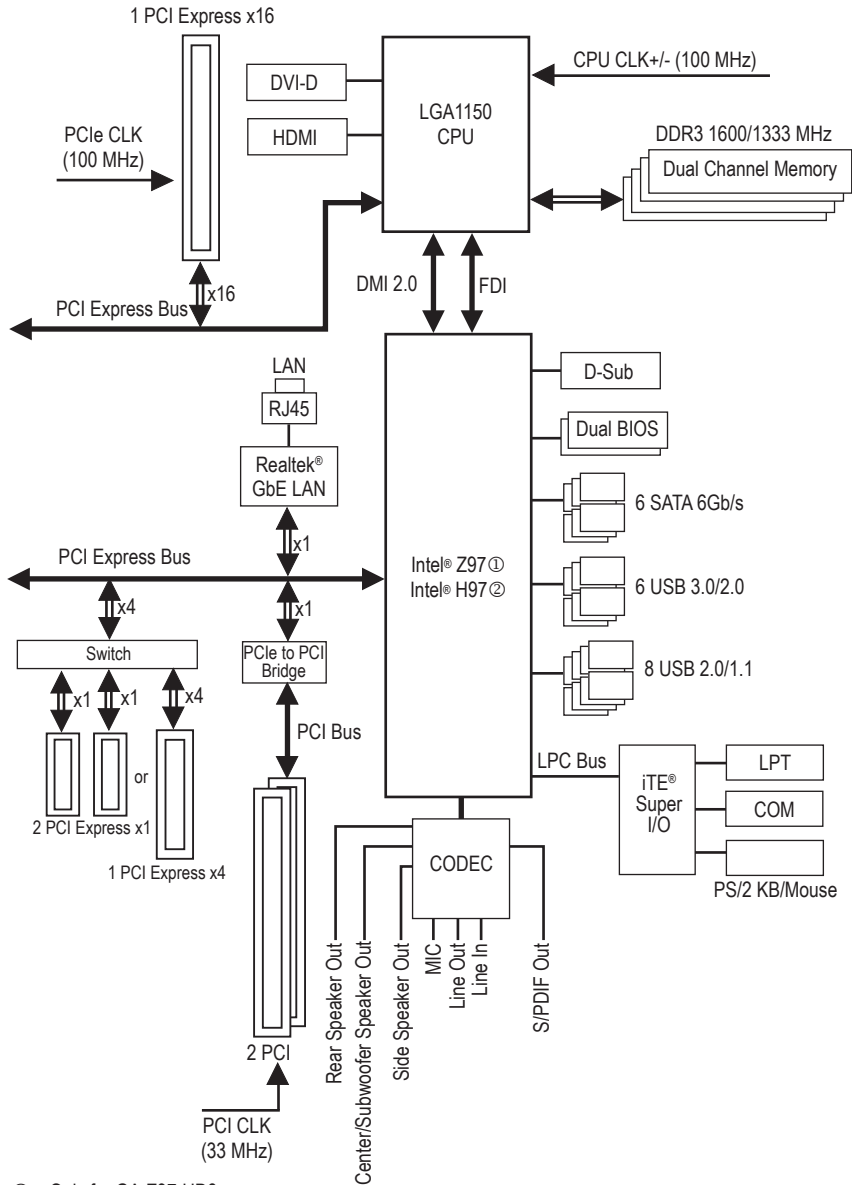 1 PCI Express x16
CPU CLK+/- (100 MHz)
DVI-D
LGA1150
CPU
PCIe CLK
(100 MHz)
HDMI
DDR3 1600/1333 MHz
Dual Channel Memory
x16
DMI 2.0
FDI
PCI Express Bus
LAN
RJ45
D-Sub
Dual BIOS
Realtek®
GbE LAN
6 SATA 6Gb/s
x1
PCI Express Bus
Intel® Z97①
Intel® H97②
6 USB 3.0/2.0
x4
x1
Switch
PCIe to PCI
Bridge
8 USB 2.0/1.1
x1
x1
x4
PCI Bus
LPC Bus
iTE®
Super
I/O
LPT
or
COM
2 PCI Express x1
1 PCI Express x4
CODEC
PS/2 KB/Mouse
Rear Speaker Out
Center/Subwoofer Speaker Out
Side Speaker Out
MIC
Line Out
Line In
S/PDIF Out
2 PCI
PCI CLK
(33 MHz)